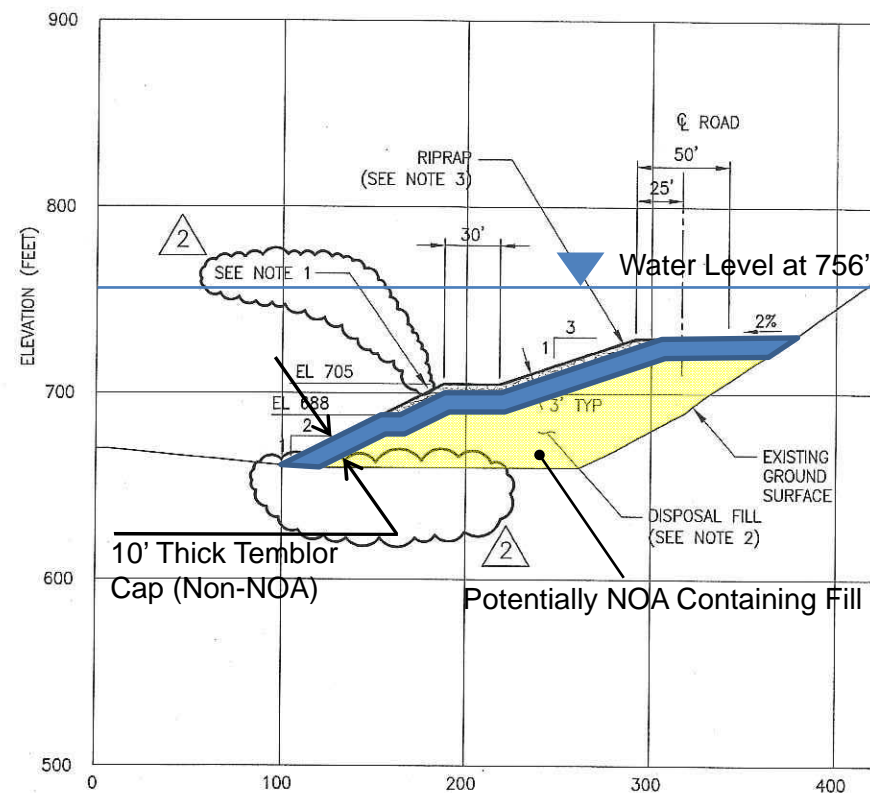 900
℄ ROAD
50'
RIPRAP
(SEE NOTE 3)
25'
800
2
30'
SEE NOTE 1
Water Level at 756'
ELEVATION (FEET)
3
1
2%
EL 705
700
EL 688
3' TYP
2
1
EXISTING
GROUND
SURFACE
DISPOSAL FILL
(SEE NOTE 2)
2
10' Thick Temblor
Cap (Non-NOA)
600
Potentially NOA Containing Fill
500
0
100
200
300
400